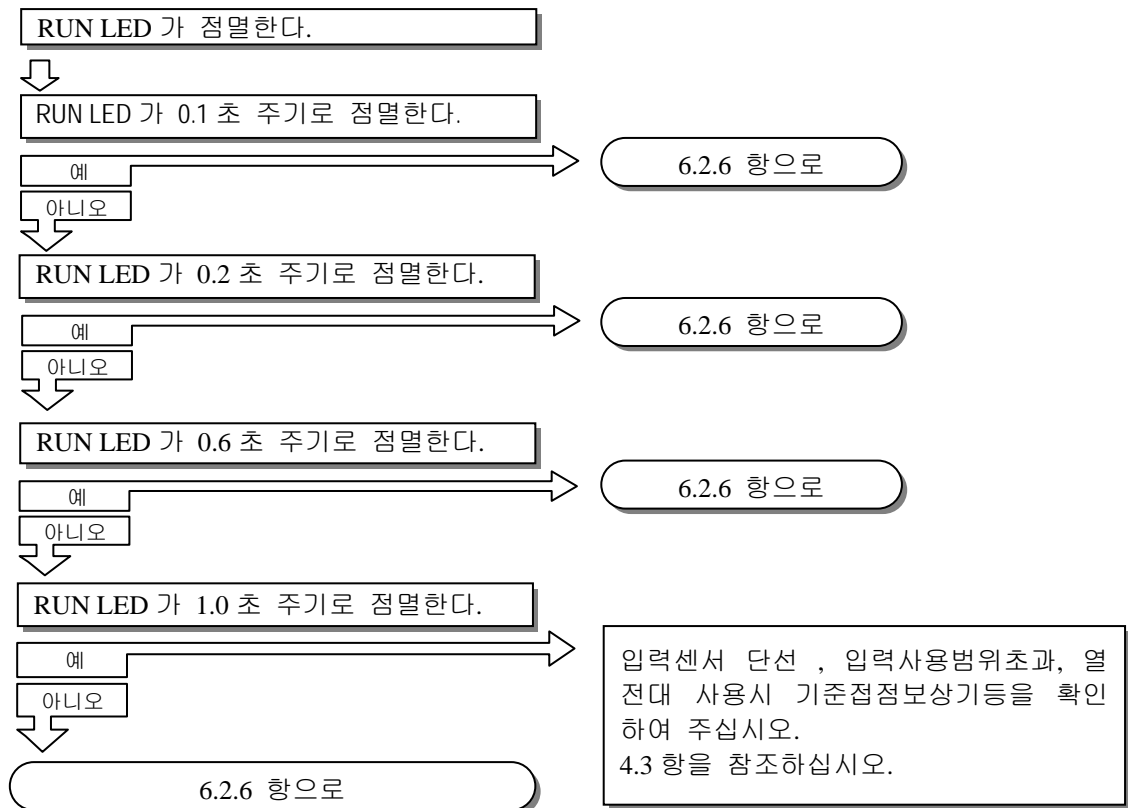 RUN LED 가 점멸한다.
RUN LED 가 0.1 초 주기로 점멸한다.
예
6.2.6 항으로
아니오
RUN LED 가 0.2 초 주기로 점멸한다.
예
6.2.6 항으로
아니오
RUN LED 가 0.6 초 주기로 점멸한다.
예
6.2.6 항으로
아니오
RUN LED 가 1.0 초 주기로 점멸한다.
예
아니오
입력센서 단선 , 입력사용범위초과, 열
전대 사용시 기준접점보상기등을 확인
하여 주십시오.
4.3 항을 참조하십시오.
6.2.6 항으로